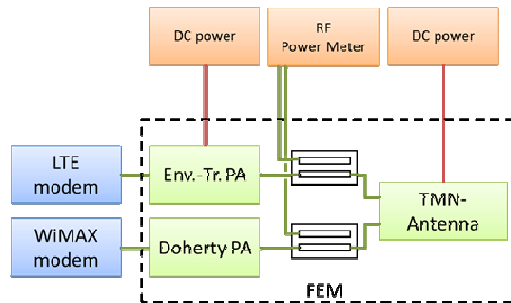 DC power
RF
Power Meter
DC power
LTE
modem
Env.-Tr. PA
TMN-
Antenna
WiMAX
modem
Doherty PA
FEM